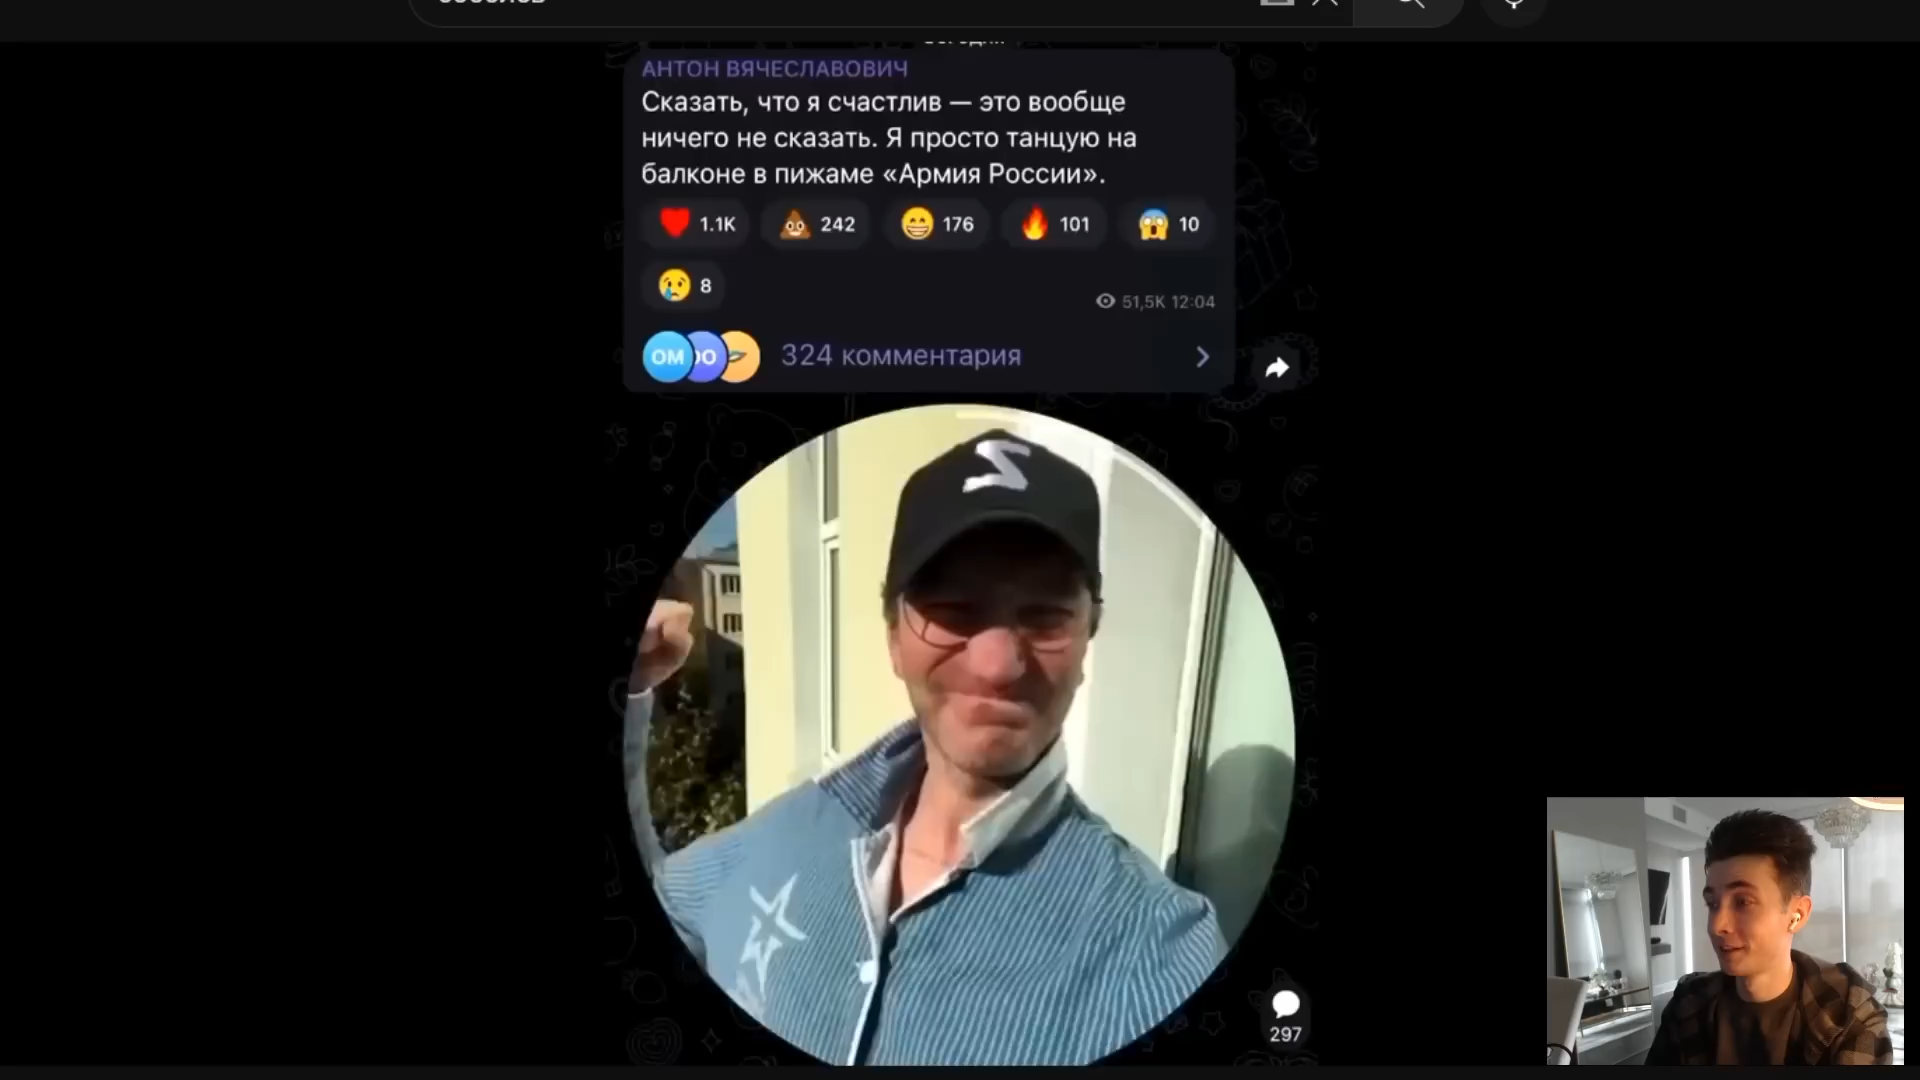 АНТОН ВЯЧЕСЛАВОВИЧ
Сказать, что я счастлив — это вообще
ничего не сказать. Я просто танцую на
балконе в пижаме «Армия России».
1.1K 242 176 101 10
8
51,5K 12:04
OM
324 комментария
Z
297